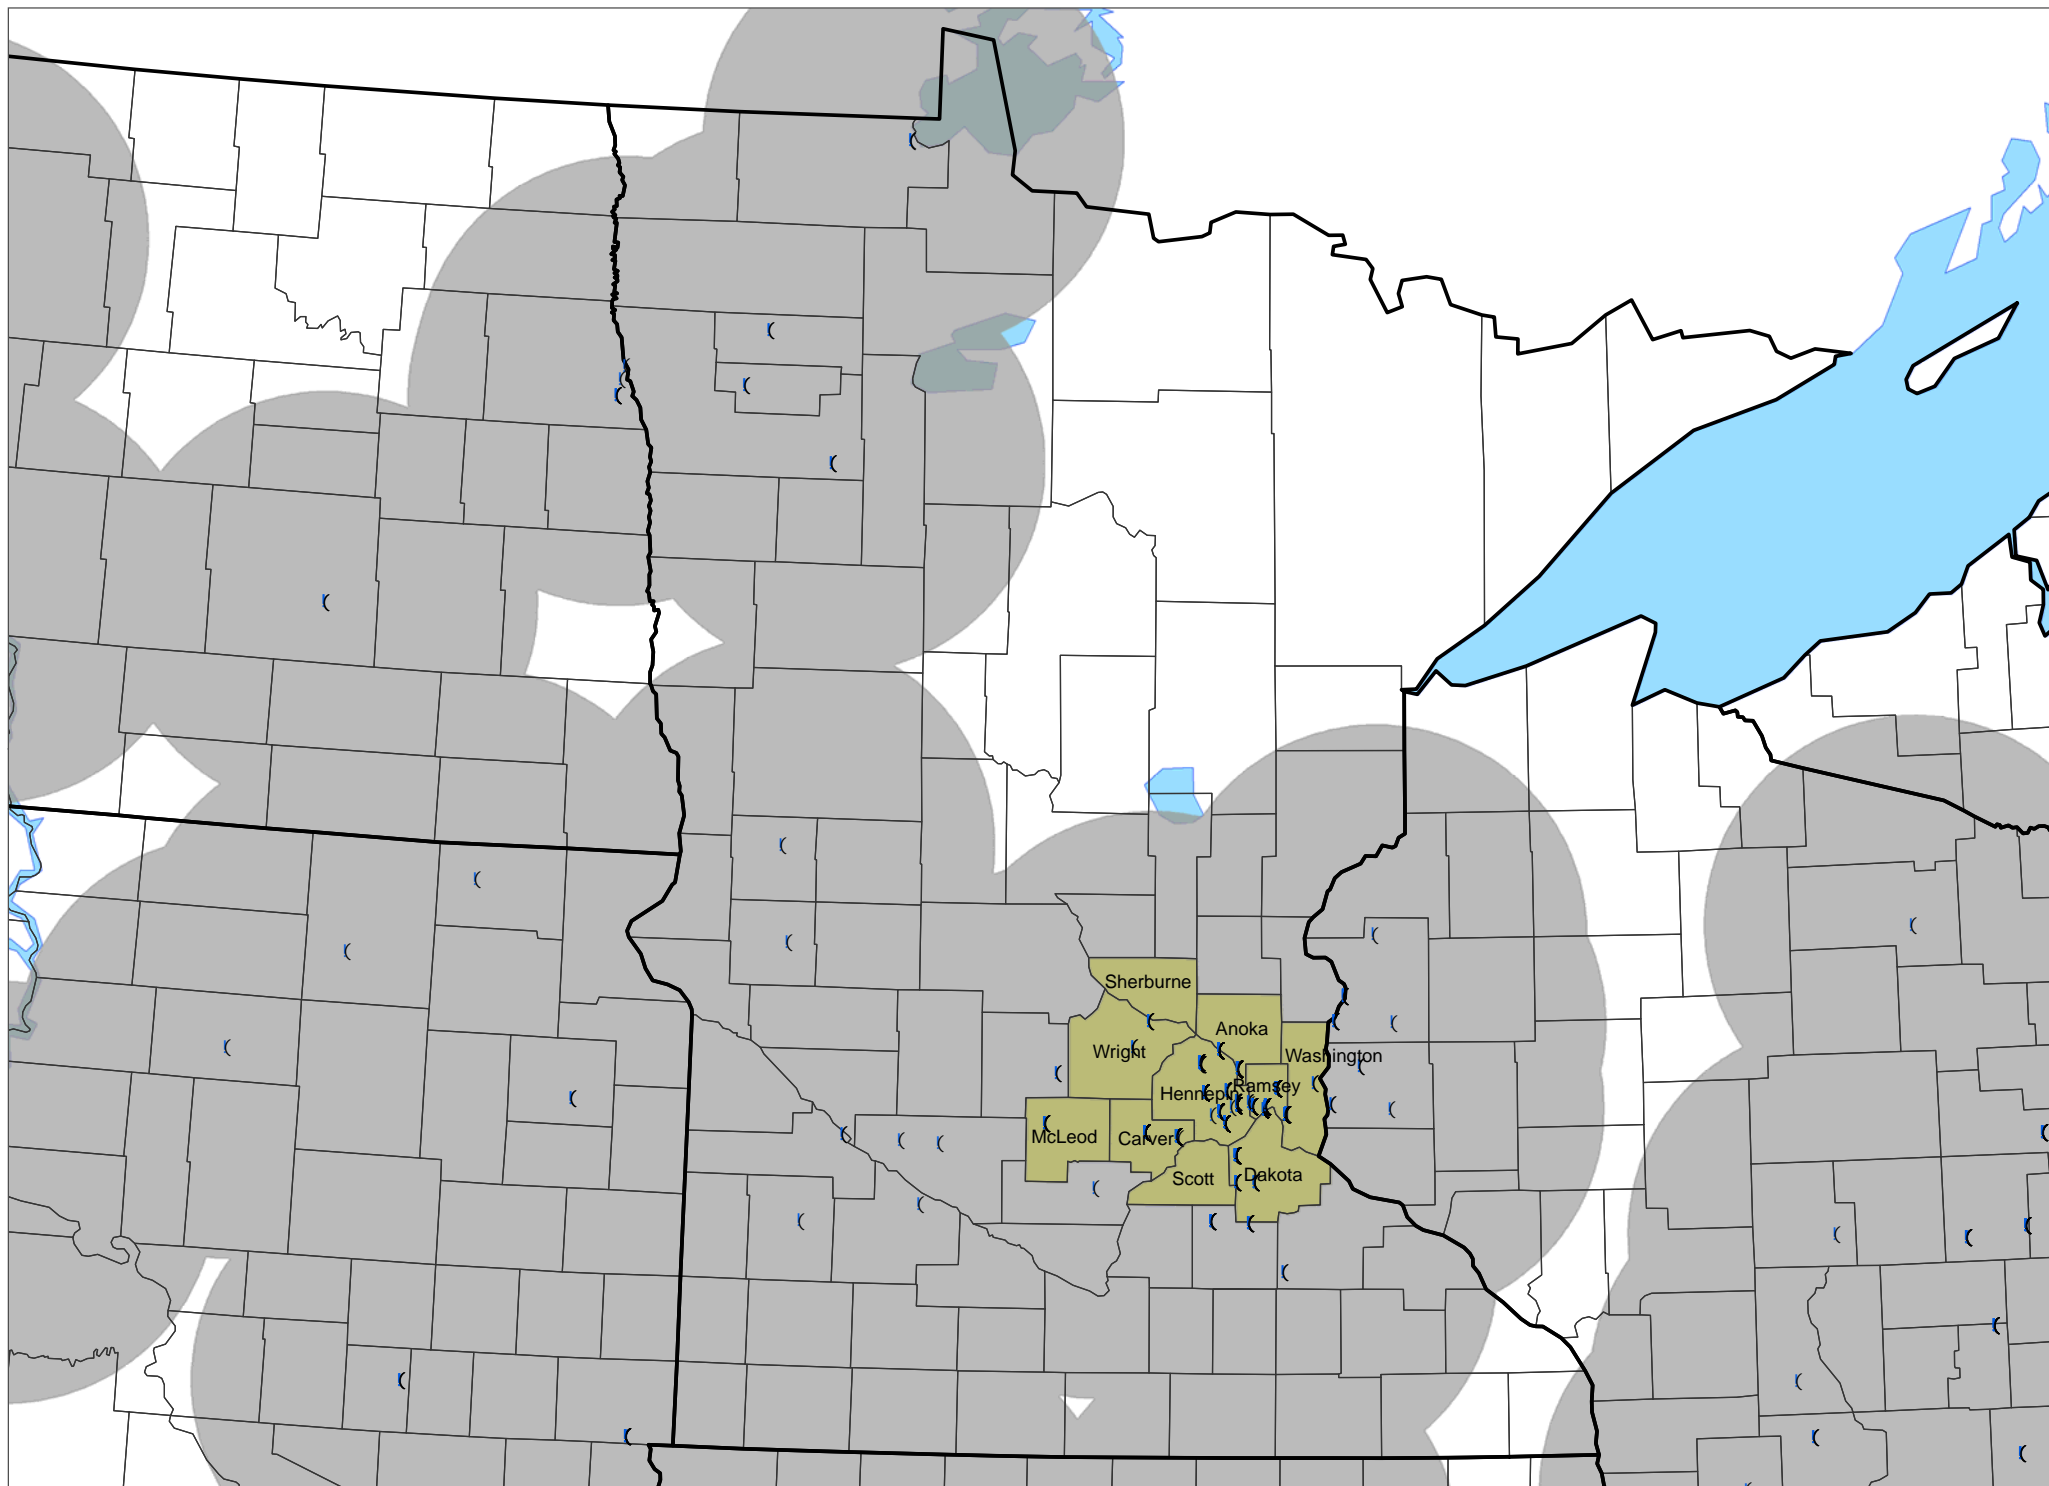 Sherburne
Anoka
Wright
Washington
Ramsey
Hennepin
McLeod
Carver
Scott
Dakota